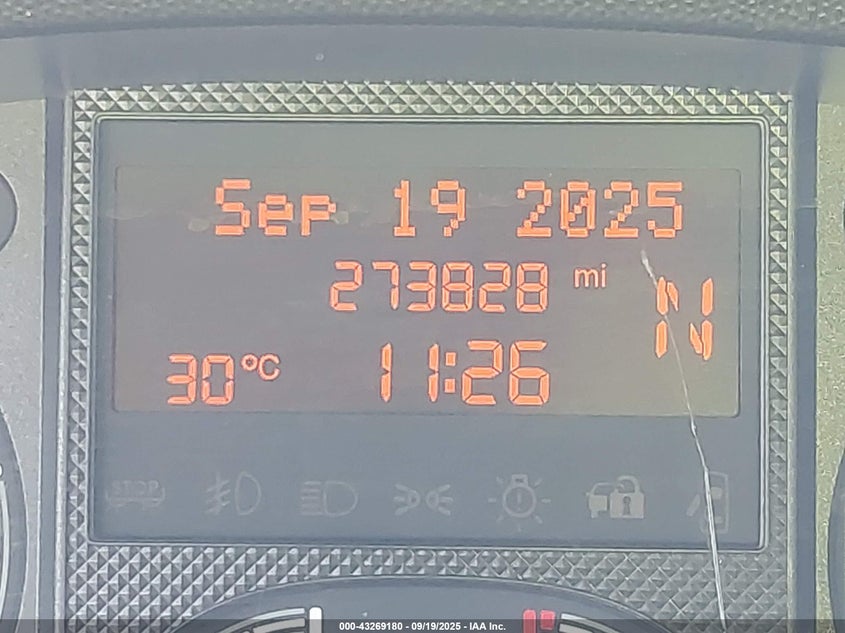 Sep 19 2025
273828 mi
N
30°C 11:26
STOP
000-43269180 - 09/19/2025 - IAA Inc.